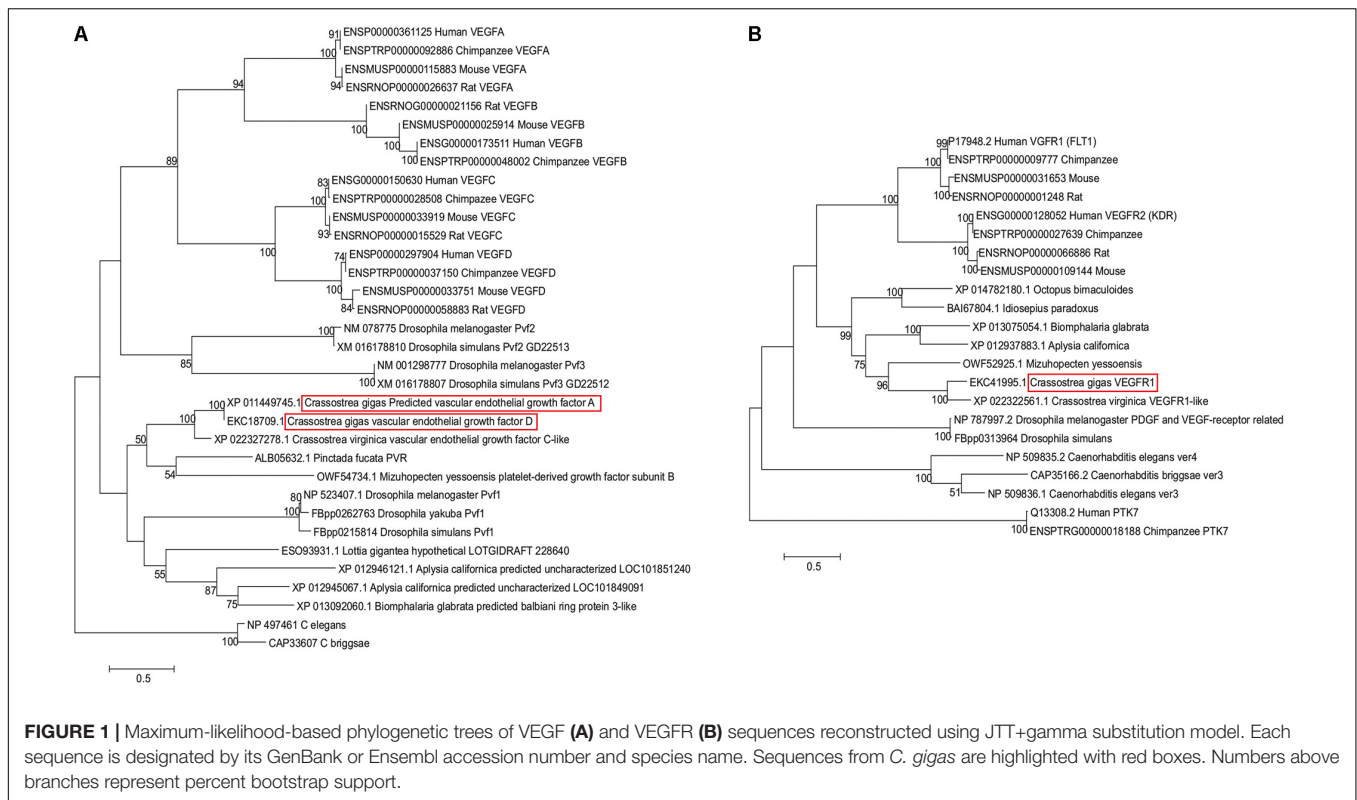 A
91 ENSP00000361125 Human VEGFA
ENSPTRP00000092886 Chimpanzee VEGFA
100
ENSMUSP00000115883 Mouse VEGFA
94 ENSRNOP00000026637 Rat VEGFA
94
ENSRNOG00000021156 Rat VEGFB
ENSMUSP00000025914 Mouse VEGFB
100
ENSG00000173511 Human VEGFB
100 ENSPTRP00000048002 Chimpanzee VEGFB
89
83 ENSG00000150630 Human VEGFC
ENSPTRP00000028508 Chimpazee VEGFC
100
ENSMUSP00000033919 Mouse VEGFC
93 ENSRNOP00000015529 Rat VEGFC
100
74 ENSP00000297904 Human VEGFD
ENSPTRP00000037150 Chimpanzee VEGFD
100
ENSMUSP00000033751 Mouse VEGFD
84 ENSRNOP00000058883 Rat VEGFD
100 NM 078775 Drosophila melanogaster Pvf2
XM 016178810 Drosophila simulans Pvf2 GD22513
85
NM 001298777 Drosophila melanogaster Pvf3
100 XM 016178807 Drosophila simulans Pvf3 GD22512
100 XP 011449745.1 Crassostrea gigas Predicted vascular endothelial growth factor A
100 EKC18709.1 Crassostrea gigas vascular endothelial growth factor D
50 XP 022327278.1 Crassostrea virginica vascular endothelial growth factor C-like
ALB05632.1 Pinctada fucata PVR
54 OWF54734.1 Mizuhopecten yessoensis platelet-derived growth factor subunit B
80 NP 523407.1 Drosophila melanogaster Pvf1
100 FBpp0262763 Drosophila yakuba Pvf1
FBpp0215814 Drosophila simulans Pvf1
ESO93931.1 Lottia gigantea hypothetical LOTGIDRAFT 228640
55 XP 012946121.1 Aplysia californica predicted uncharacterized LOC101851240
87 XP 012945067.1 Aplysia californica predicted uncharacterized LOC101849091
75 XP 013092060.1 Biomphalaria glabrata predicted balbiani ring protein 3-like
NP 497461 C elegans
100 CAP33607 C briggsae
0.5
B
99 P17948.2 Human VGFR1 (FLT1)
100 ENSPTRP00000009777 Chimpanzee
ENSMUSP00000031653 Mouse
100 ENSRNOP00000001248 Rat
100
100 ENSG00000128052 Human VEGFR2 (KDR)
ENSPTRP00000027639 Chimpanzee
100 ENSRNOP00000066886 Rat
100 ENSMUSP00000109144 Mouse
100 XP 014782180.1 Octopus bimaculoides
BAI67804.1 Idiosepius paradoxus
99
100 XP 013075054.1 Biomphalaria glabrata
XP 012937883.1 Aplysia californica
75
OWF52925.1 Mizuhopecten yessoensis
96 EKC41995.1 Crassostrea gigas VEGFR1
100 XP 022322561.1 Crassostrea virginica VEGFR1-like
NP 787997.2 Drosophila melanogaster PDGF and VEGF-receptor related
100 FBpp0313964 Drosophila simulans
NP 509835.2 Caenorhabditis elegans ver4
100 CAP35166.2 Caenorhabditis briggsae ver3
51 NP 509836.1 Caenorhabditis elegans ver3
Q13308.2 Human PTK7
100 ENSPTRG00000018188 Chimpanzee PTK7
0.5
FIGURE 1 | Maximum-likelihood-based phylogenetic trees of VEGF (A) and VEGFR (B) sequences reconstructed using JTT+gamma substitution model. Each
sequence is designated by its GenBank or Ensembl accession number and species name. Sequences from C. gigas are highlighted with red boxes. Numbers above
branches represent percent bootstrap support.